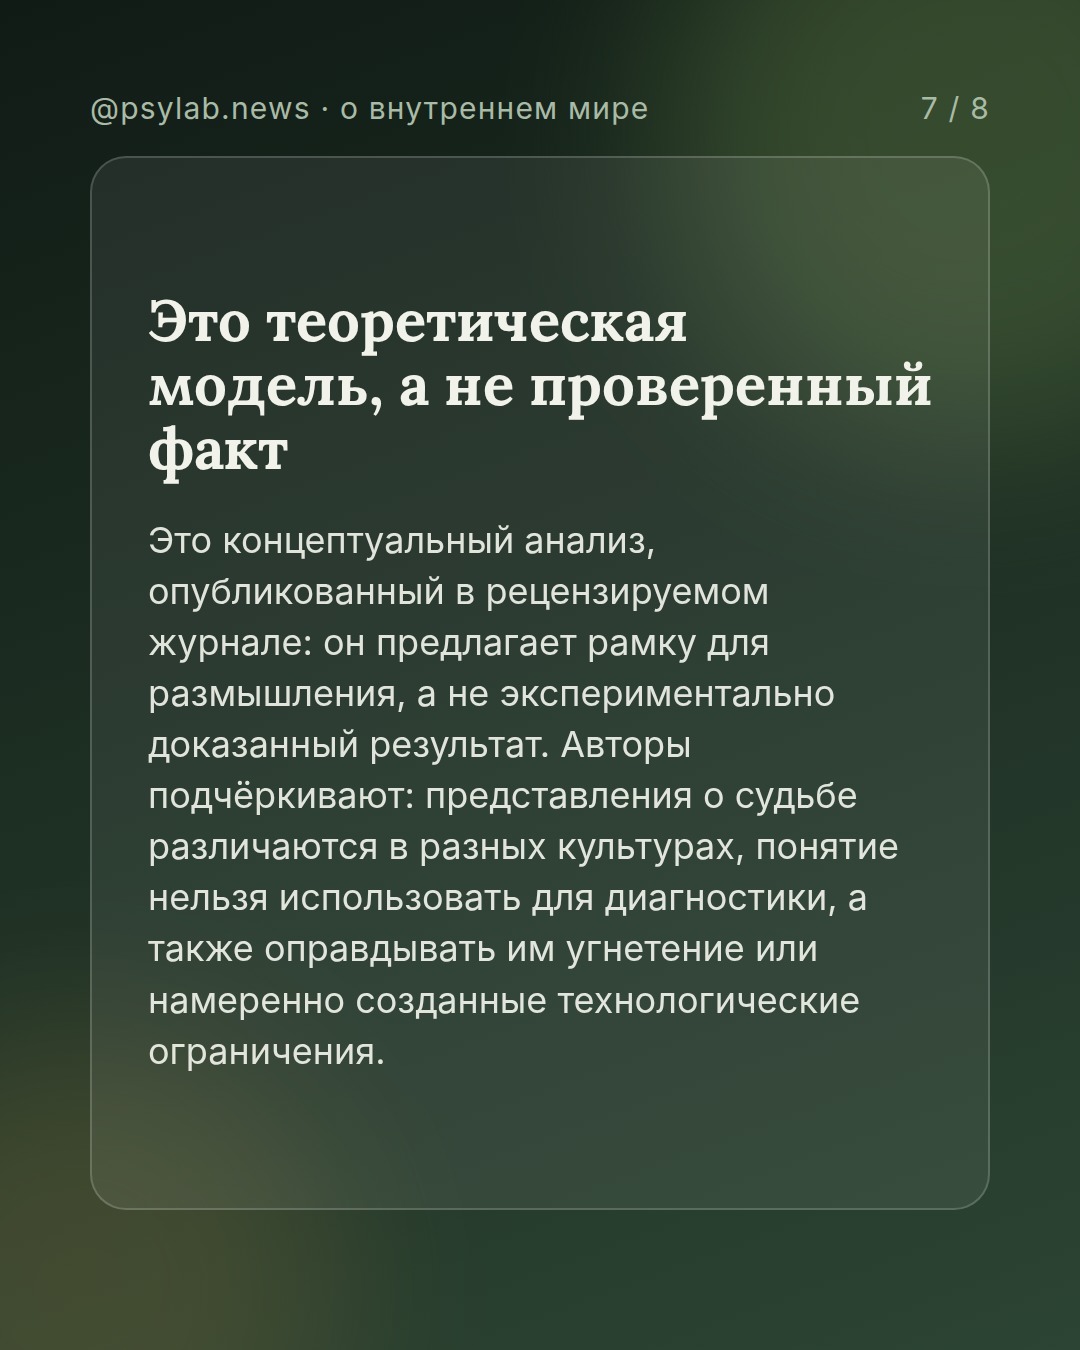 @psylab.news · о внутреннем мире
7 / 8
Это теоретическая
модель, а не проверенный
факт
Это концептуальный анализ,
опубликованный в рецензируемом
журнале: он предлагает рамку для
размышления, а не экспериментально
доказанный результат. Авторы
подчёркивают: представления о судьбе
различаются в разных культурах, понятие
нельзя использовать для диагностики, а
также оправдывать им угнетение или
намеренно созданные технологические
ограничения.